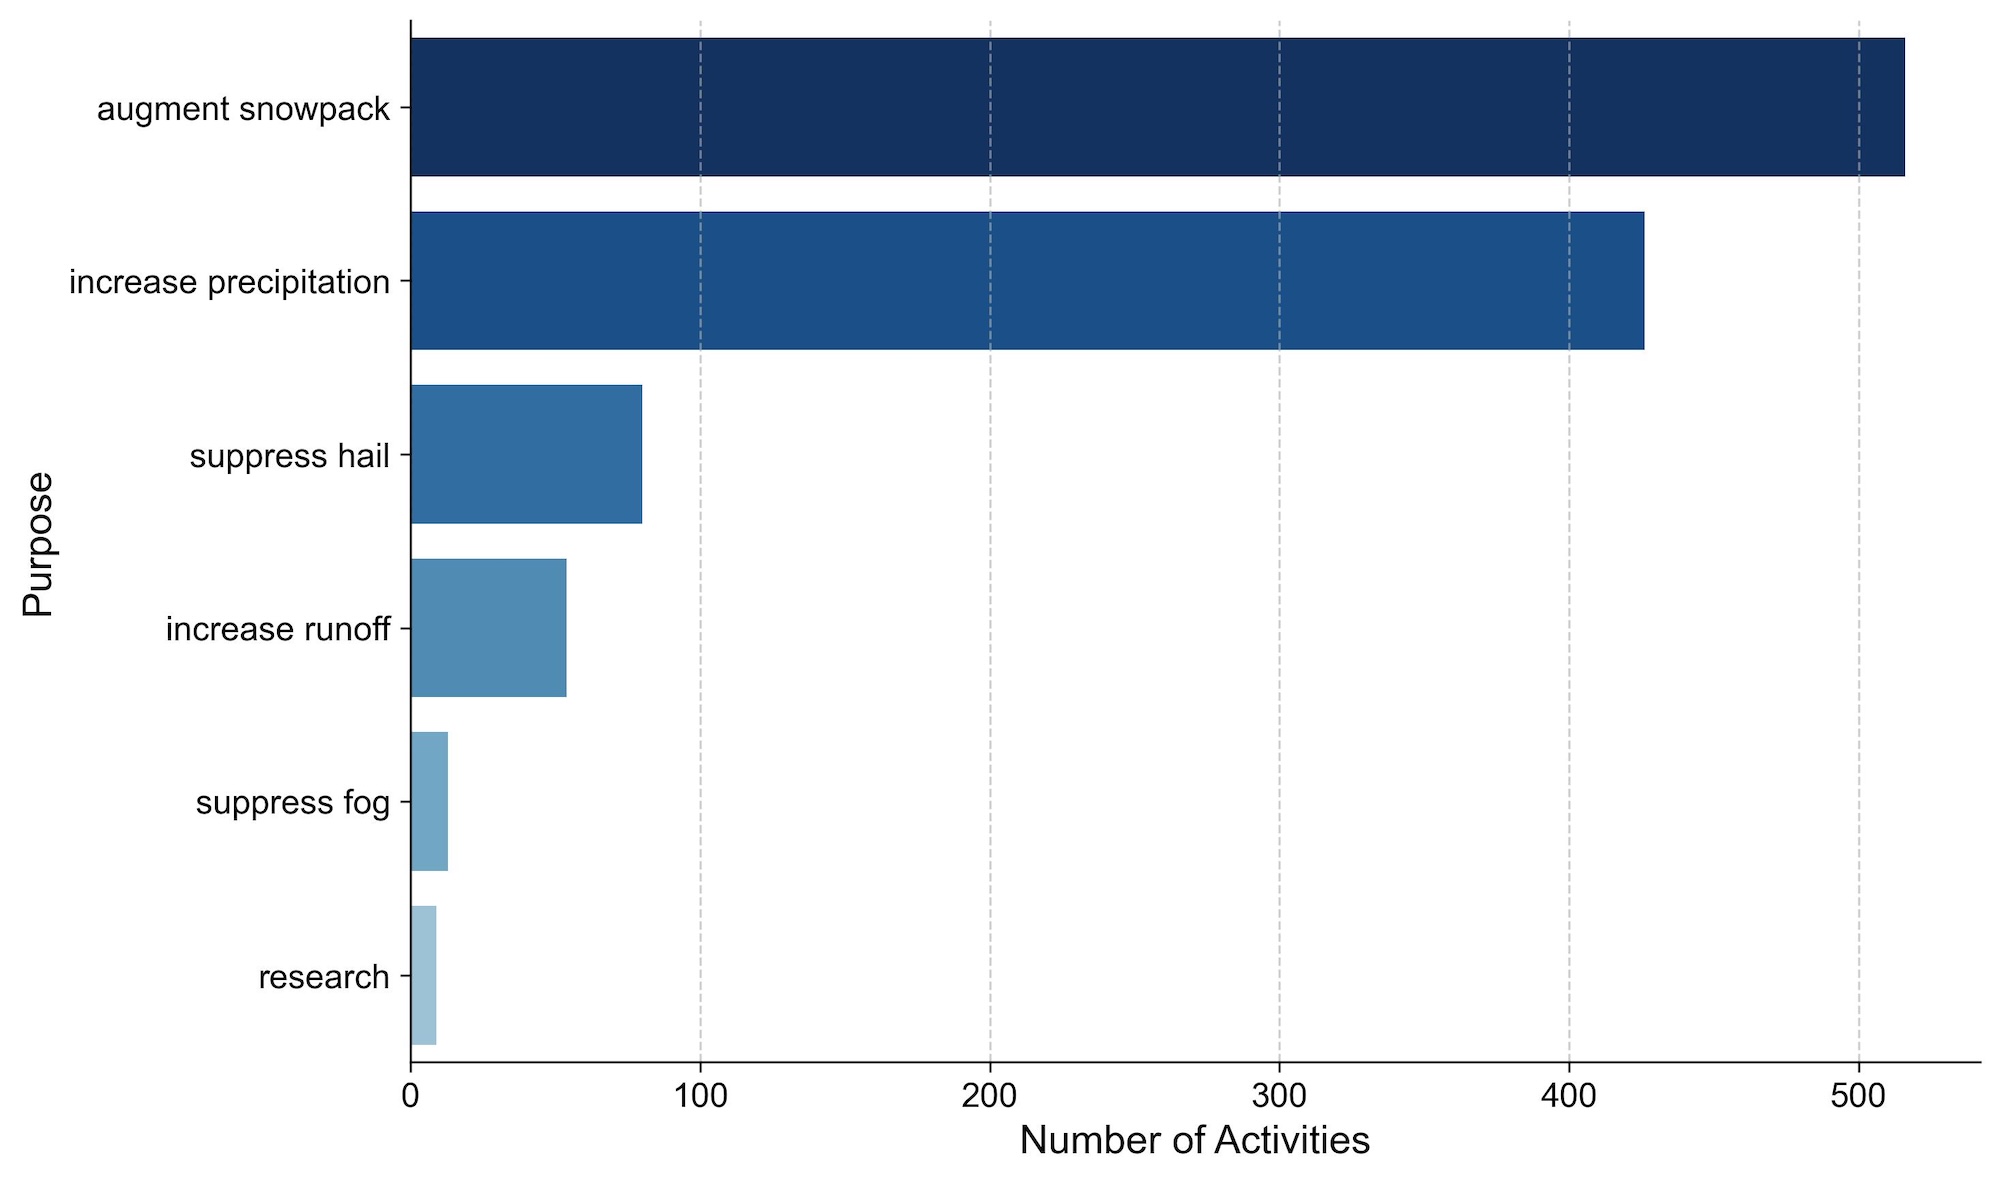 augment snowpack
increase precipitation
suppress hail
increase runoff
suppress fog
research
Purpose
0 100 200 300 400 500
Number of Activities